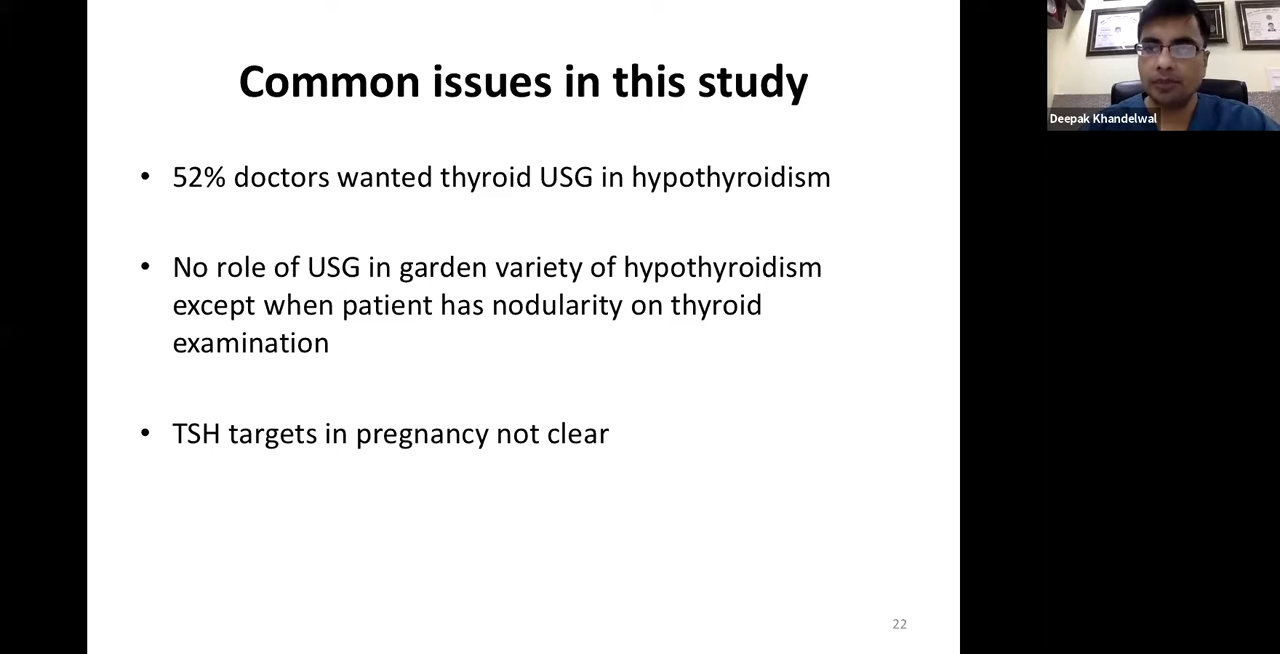 Common issues in this study
• 52% doctors wanted thyroid USG in hypothyroidism
• No role of USG in garden variety of hypothyroidism
except when patient has nodularity on thyroid
examination
• TSH targets in pregnancy not clear
22
Deepak Khandelwal